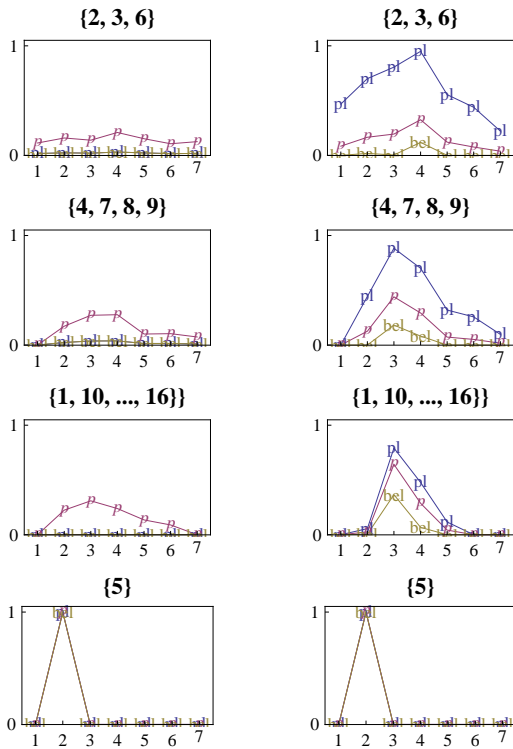 {2, 3, 6}
1
p p p p p p p
0
1 2 3 4 5 6 7
{2, 3, 6}
1
pl pl pl pl pl pl pl
p p p p p p p
bel
0
1 2 3 4 5 6 7
{4, 7, 8, 9}
1
p p p p p p
0
1 2 3 4 5 6 7
{4, 7, 8, 9}
1
pl pl pl pl pl pl
p p p p p
bel bel
0
1 2 3 4 5 6 7
{1, 10, ..., 16}}
1
p p p p p
0
1 2 3 4 5 6 7
{1, 10, ..., 16}}
1
pl pl pl pl
p p
bel bel
0
1 2 3 4 5 6 7
{5}
1
0
1 2 3 4 5 6 7
{5}
1
0
1 2 3 4 5 6 7